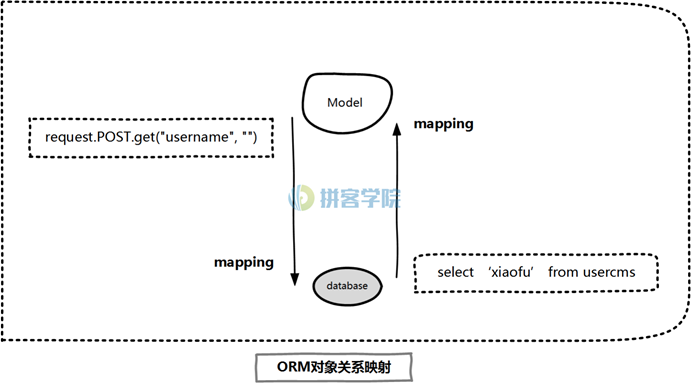 Model
mapping
request.POST.get("username", "")
拼客学院
mapping
select ‘xiaofu’ from usercms
database
ORM对象关系映射